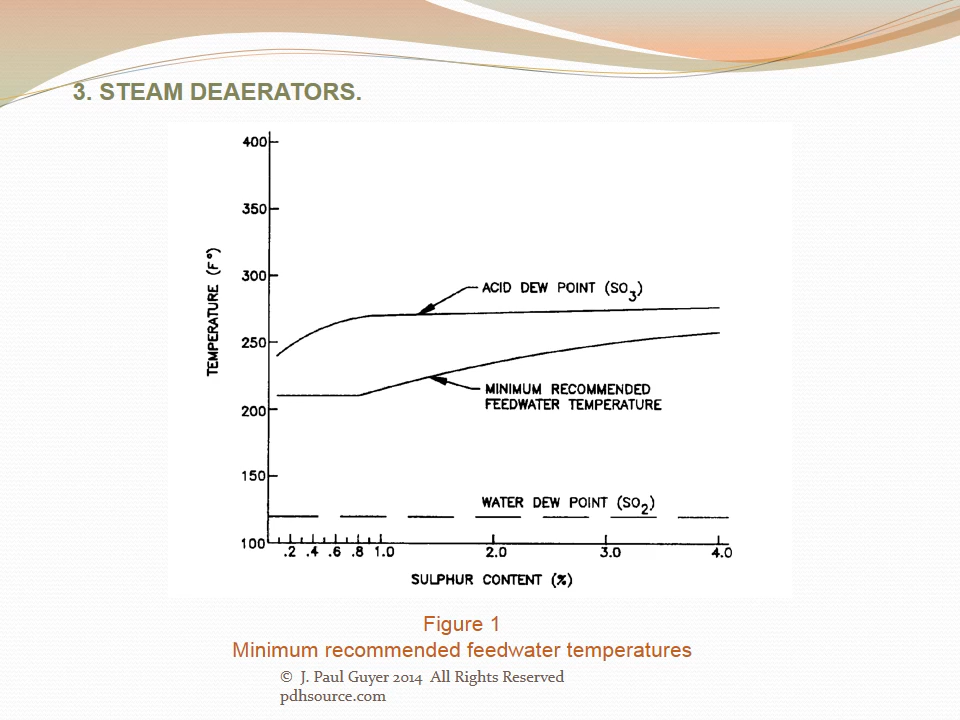 3. STEAM DEAERATORS.
400
350
300
250
200
150
100
TEMPERATURE (F°)
ACID DEW POINT (SO3)
MINIMUM RECOMMENDED
FEEDWATER TEMPERATURE
WATER DEW POINT (SO2)
.2 .4 .6 .8 1.0 2.0 3.0 4.0
SULPHUR CONTENT (%)
Figure 1
Minimum recommended feedwater temperatures
© J. Paul Guyer 2014 All Rights Reserved
pdhsource.com